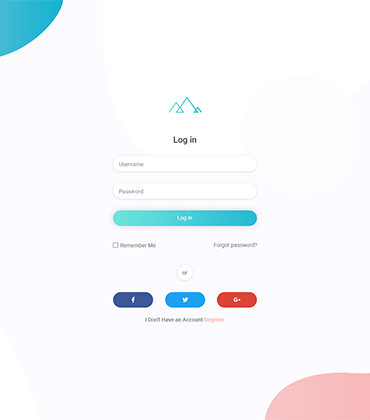 Log in
Username
Password
Log in
Remember Me Forgot password?
or
f G+
I Don't Have an Account Register